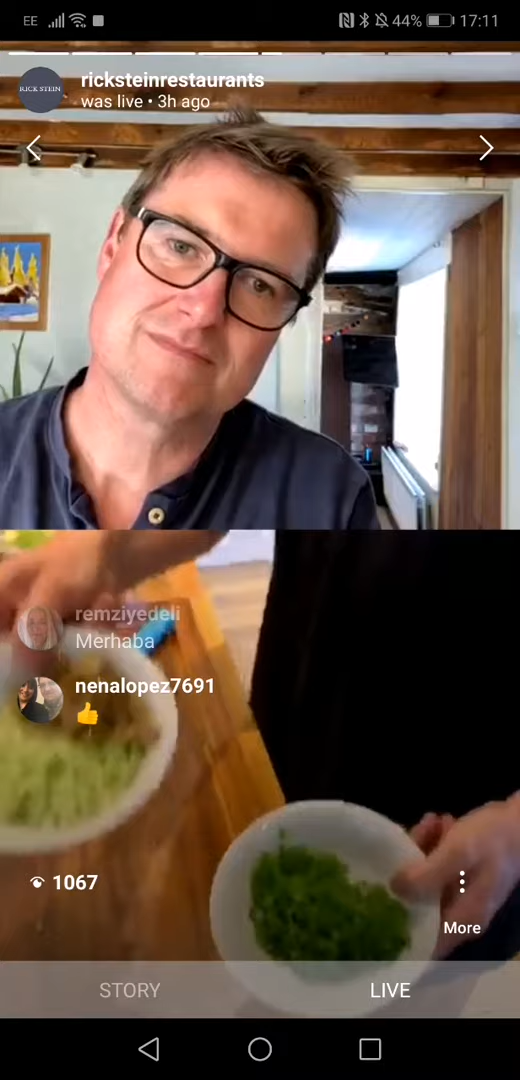 EE 44% 17:11
RICK STEIN
ricksteinrestaurants
was live • 3h ago
remziyedeli
Merhaba
nenalopez7691
👍
1067
More
STORY LIVE